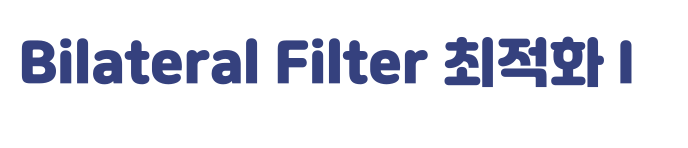 Bilateral Filter 최적화 I